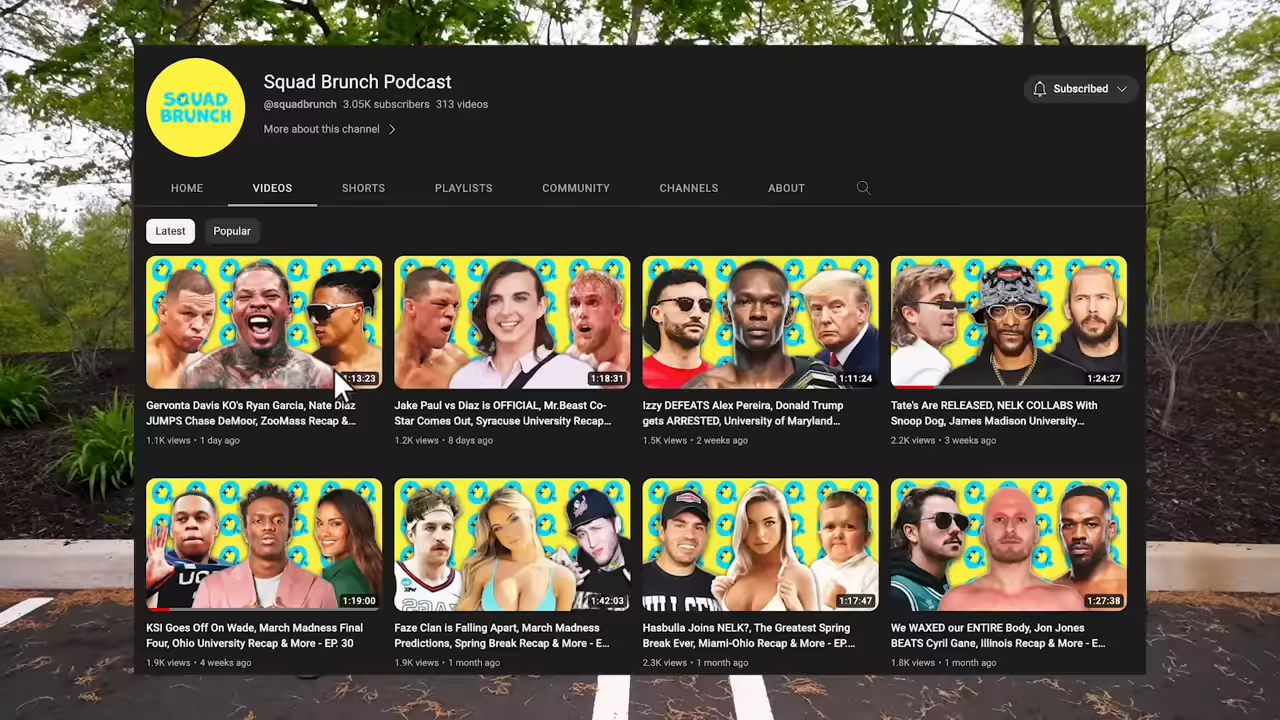 SQUAD
BRUNCH
Squad Brunch Podcast
@squadbrunch 3.05K subscribers 313 videos
More about this channel
Subscribed
HOME VIDEOS SHORTS PLAYLISTS COMMUNITY CHANNELS ABOUT
Latest Popular
1:13:23 1:18:31 1:11:24 1:24:27
Gervonta Davis KO's Ryan Garcia, Nate Diaz
JUMPS Chase DeMoor, ZooMass Recap &...
1.1K views • 1 day ago
Jake Paul vs Diaz is OFFICIAL, Mr.Beast Co-
Star Comes Out, Syracuse University Recap...
1.2K views • 8 days ago
Izzy DEFEATS Alex Pereira, Donald Trump
gets ARRESTED, University of Maryland...
1.5K views • 2 weeks ago
Tate's Are RELEASED, NELK COLLABS With
Snoop Dog, James Madison University...
2.2K views • 3 weeks ago
1:19:00 1:42:03 1:17:47 1:27:38
KSI Goes Off On Wade, March Madness Final
Four, Ohio University Recap & More - EP. 30
1.9K views • 4 weeks ago
Faze Clan is Falling Apart, March Madness
Predictions, Spring Break Recap & More - E...
1.9K views • 1 month ago
Hasbulla Joins NELK?, The Greatest Spring
Break Ever, Miami-Ohio Recap & More - EP....
2.3K views • 1 month ago
We WAXED our ENTIRE Body, Jon Jones
BEATS Cyril Gane, Illinois Recap & More - E...
1.8K views • 1 month ago